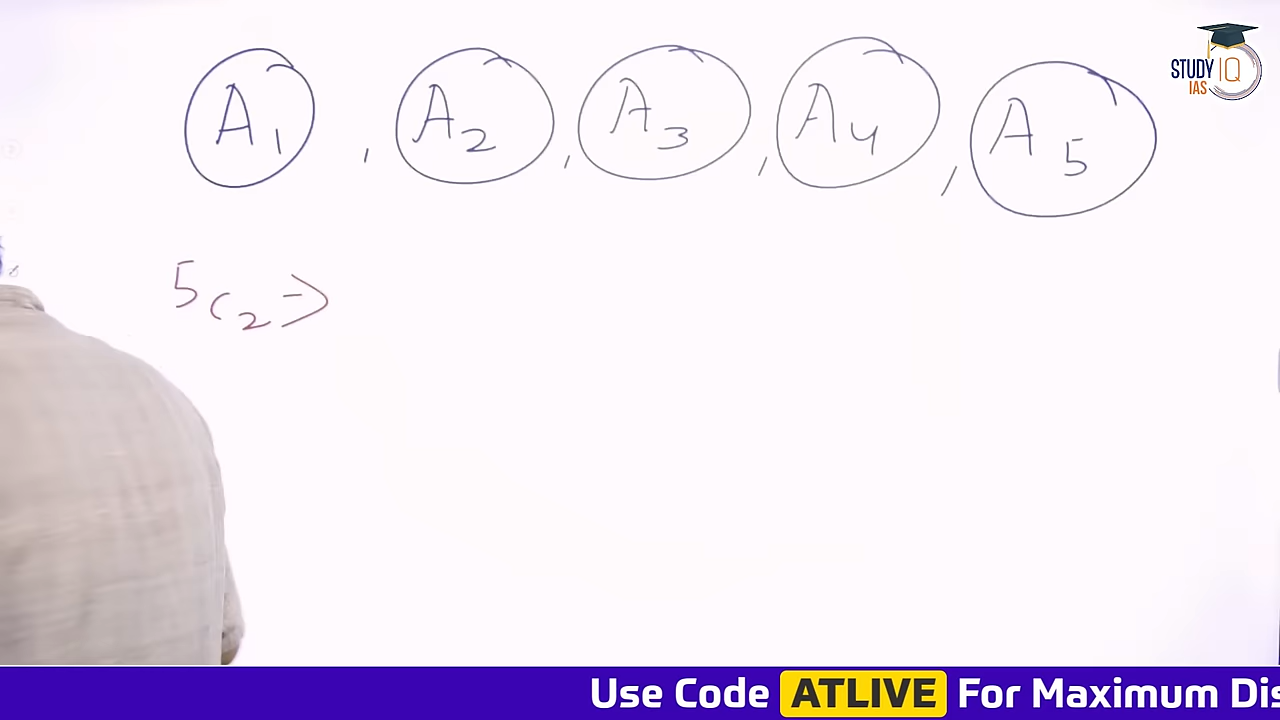 A₁ , A₂ , A₃ , A₄ , A₅
STUDY IQ
IAS
5c₂ ⇒
Use Code ATLIVE For Maximum Dis